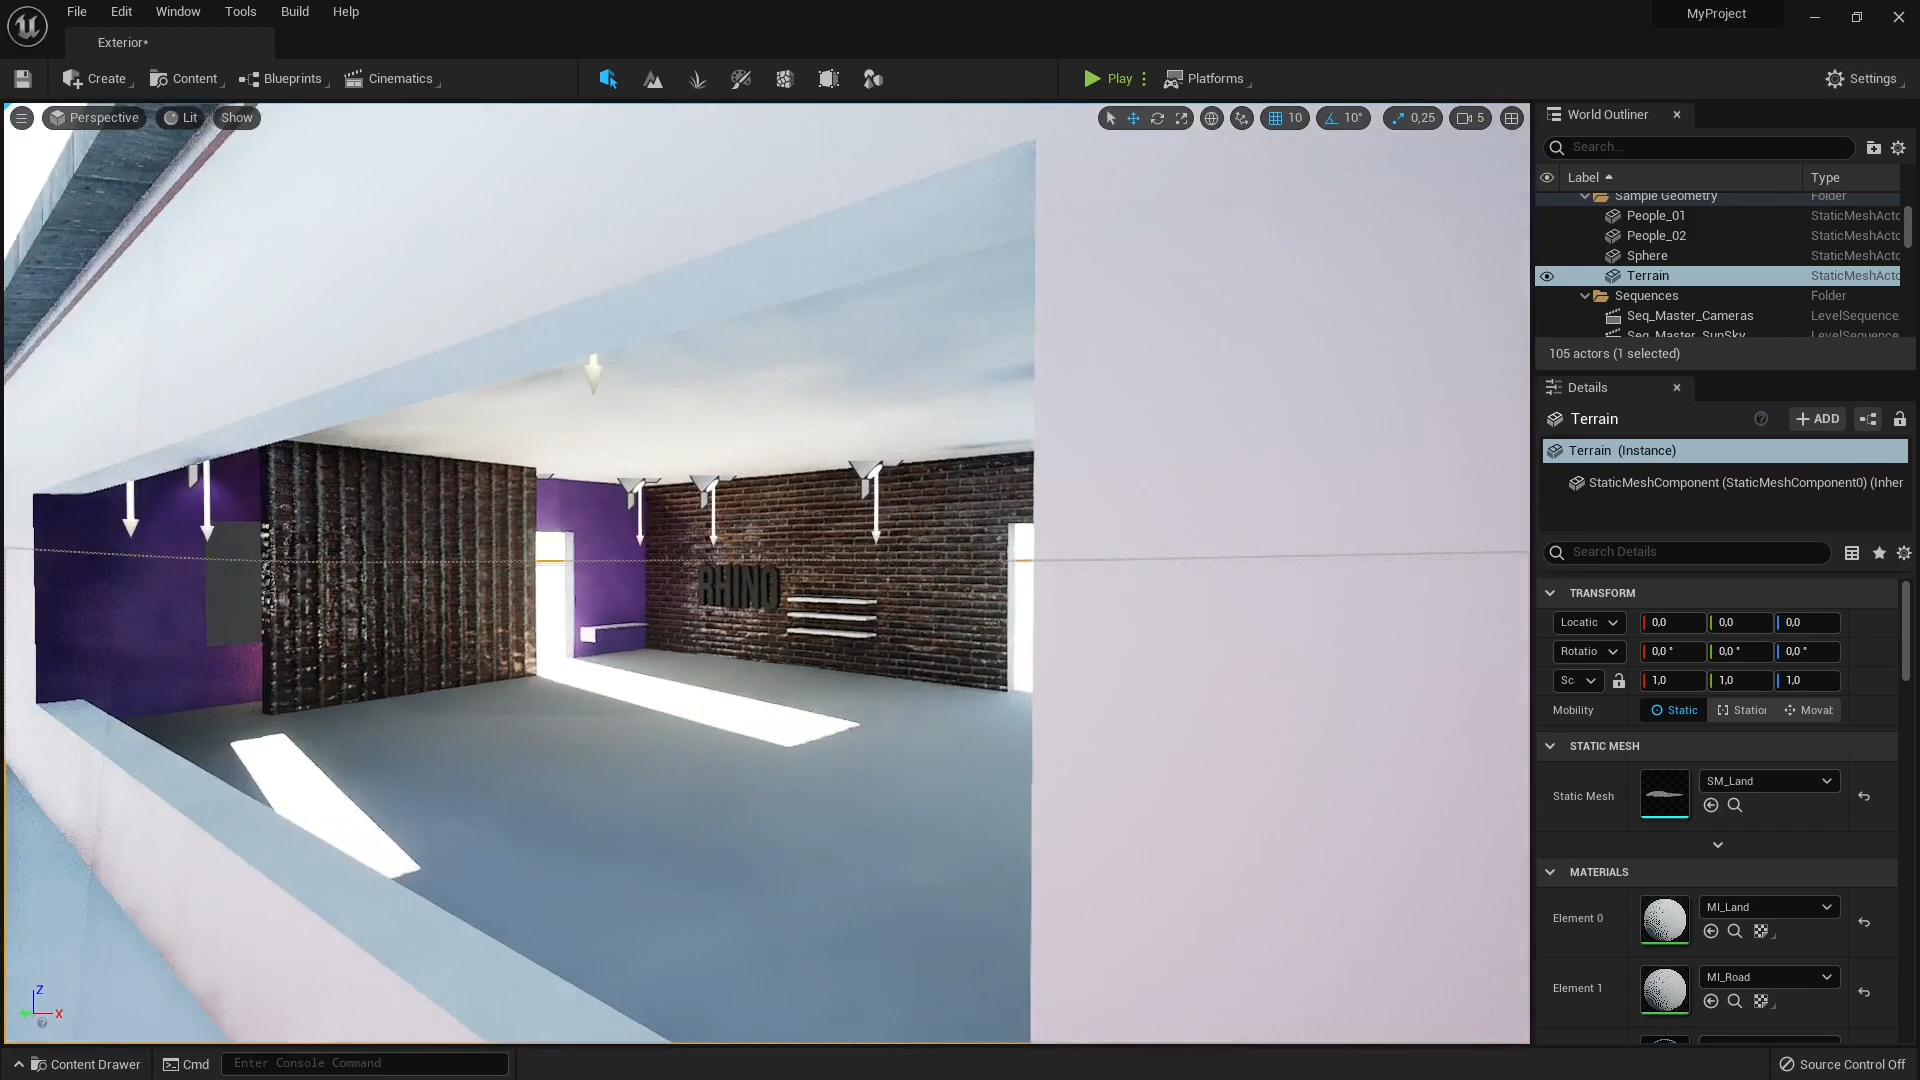 File Edit Window Tools Build Help
MyProject
Exterior*
Create Content Blueprints Cinematics Play Platforms Settings
Perspective Lit Show 10 10° 0,25 5
World Outliner
Search...
Label Type
Sample Geometry Folder
People_01 StaticMeshActo
People_02 StaticMeshActo
Sphere StaticMeshActo
Terrain StaticMeshActo
Sequences Folder
Seq_Master_Cameras LevelSequence
Seq_Master_SunSky LevelSequence
105 actors (1 selected)
Details
Terrain ADD
Terrain (Instance)
StaticMeshComponent (StaticMeshComponent0) (Inher
Search Details
TRANSFORM
Locatio 0,0 0,0 0,0
Rotatio 0,0 ° 0,0 ° 0,0 °
Sc 1,0 1,0 1,0
Mobility Static Station Movab
STATIC MESH
Static Mesh SM_Land
MATERIALS
Element 0 MI_Land
Element 1 MI_Road
RHINO
Z
X
Content Drawer Cmd Enter Console Command Source Control Off